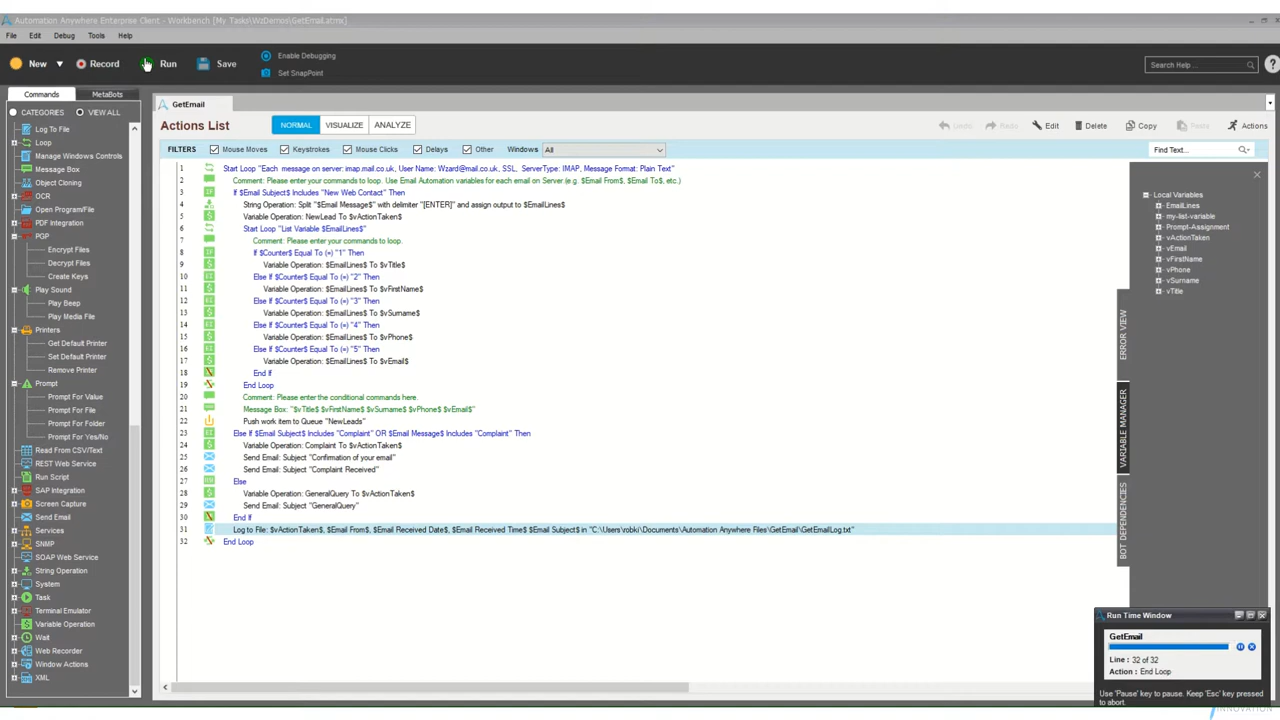 Automation Anywhere Enterprise Client - Workbench [My Tasks\WzDemos\GetEmail.atmx]
File Edit Debug Tools Help
New Record Run Save
Enable Debugging
Set SnapPoint
Search Help ...
Commands MetaBots
CATEGORIES VIEW ALL
Log To File
Loop
Manage Windows Controls
Message Box
Object Cloning
OCR
Open Program/File
PDF Integration
PGP
Encrypt Files
Decrypt Files
Create Keys
Play Sound
Play Beep
Play Media File
Printers
Get Default Printer
Set Default Printer
Remove Printer
Prompt
Prompt For Value
Prompt For File
Prompt For Folder
Prompt For Yes/No
Read From CSV/Text
REST Web Service
Run Script
SAP Integration
Screen Capture
Send Email
Services
SNMP
SOAP Web Service
String Operation
System
Task
Terminal Emulator
Variable Operation
Wait
Web Recorder
Window Actions
XML
GetEmail
Actions List NORMAL VISUALIZE ANALYZE
Undo Redo Edit Delete Copy Paste Actions
FILTERS Mouse Moves Keystrokes Mouse Clicks Delays Other Windows All Find Text...
1 Start Loop "Each message on server: imap.mail.co.uk, User Name: Wzard@mail.co.uk, SSL, ServerType: IMAP, Message Format: Plain Text"
2 Comment: Please enter your commands to loop. Use Email Automation variables for each email on Server (e.g. $Email From$, $Email To$, etc.)
3 If $Email Subject$ Includes "New Web Contact" Then
4 String Operation: Split "$Email Message$" with delimiter "[ENTER]" and assign output to $EmailLines$
5 Variable Operation: NewLead To $vActionTaken$
6 Start Loop "List Variable $EmailLines$"
7 Comment: Please enter your commands to loop.
8 If $Counter$ Equal To (=) "1" Then
9 Variable Operation: $EmailLines$ To $vTitle$
10 Else If $Counter$ Equal To (=) "2" Then
11 Variable Operation: $EmailLines$ To $vFirstName$
12 Else If $Counter$ Equal To (=) "3" Then
13 Variable Operation: $EmailLines$ To $vSurname$
14 Else If $Counter$ Equal To (=) "4" Then
15 Variable Operation: $EmailLines$ To $vPhone$
16 Else If $Counter$ Equal To (=) "5" Then
17 Variable Operation: $EmailLines$ To $vEmail$
18 End If
19 End Loop
20 Comment: Please enter the conditional commands here.
21 Message Box: "$vTitle$ $vFirstName$ $vSurname$ $vPhone$ $vEmail$"
22 Push work item to Queue "NewLeads"
23 Else If $Email Subject$ Includes "Complaint" OR $Email Message$ Includes "Complaint" Then
24 Variable Operation: Complaint To $vActionTaken$
25 Send Email: Subject "Confirmation of your email"
26 Send Email: Subject "Complaint Received"
27 Else
28 Variable Operation: GeneralQuery To $vActionTaken$
29 Send Email: Subject "GeneralQuery"
30 End If
31 Log to File: $vActionTaken$, $Email From$, $Email Received Date$, $Email Received Time$ $Email Subject$ in "C:\Users\robki\Documents\Automation Anywhere Files\GetEmail\GetEmailLog.txt"
32 End Loop
Local Variables
EmailLines
my-list-variable
Prompt-Assignment
vActionTaken
vEmail
vFirstName
vPhone
vSurname
vTitle
ERROR VIEW
VARIABLE MANAGER
BOT DEPENDENCIES
Run Time Window
GetEmail
Line : 32 of 32
Action : End Loop
Use 'Pause' key to pause. Keep 'Esc' key pressed
to abort.
INNOVATION